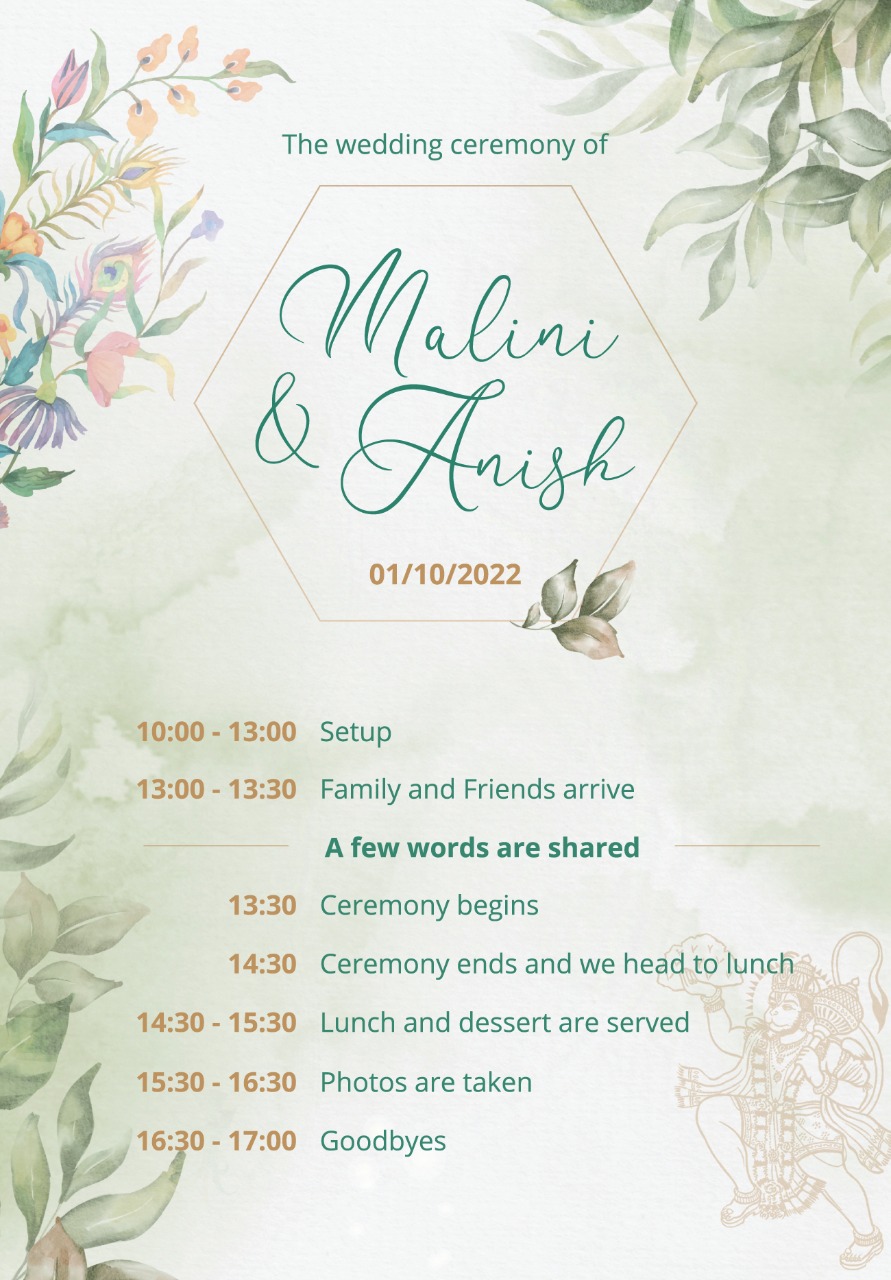 The wedding ceremony of
Malini
& Anish
01/10/2022
10:00 - 13:00 Setup
13:00 - 13:30 Family and Friends arrive
A few words are shared
13:30 Ceremony begins
14:30 Ceremony ends and we head to lunch
14:30 - 15:30 Lunch and dessert are served
15:30 - 16:30 Photos are taken
16:30 - 17:00 Goodbyes